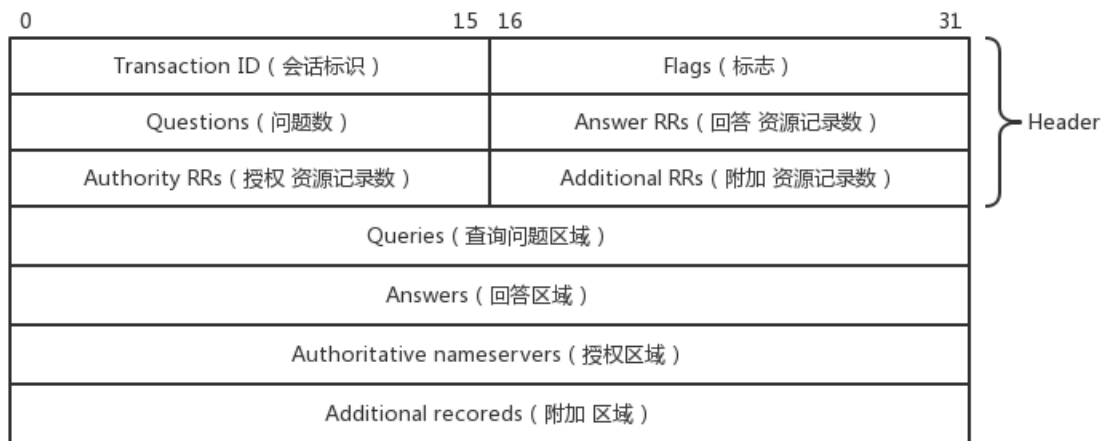 0 15 16 31
Transaction ID（会话标识） Flags（标志）
Questions（问题数） Answer RRs（回答 资源记录数） Header
Authority RRs（授权 资源记录数） Additional RRs（附加 资源记录数）
Queries（查询问题区域）
Answers（回答区域）
Authoritative nameservers（授权区域）
Additional recoreds（附加 区域）